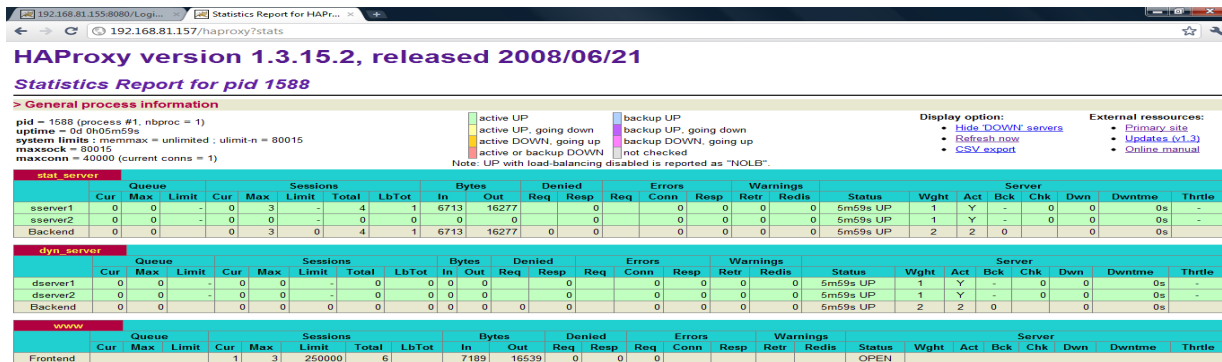 192.168.81.155:8080/Logi...
Statistics Report for HAPr...
192.168.81.157/haproxy?stats
HAProxy version 1.3.15.2, released 2008/06/21
Statistics Report for pid 1588
> General process information
pid = 1588 (process #1, nbproc = 1)
uptime = 0d 0h05m59s
system limits : memmax = unlimited ; ulimit-n = 80015
maxsock = 80015
maxconn = 40000 (current conns = 1)
active UP backup UP
active UP, going down backup UP, going down
active DOWN, going up backup DOWN, going up
active or backup DOWN not checked
Note: UP with load-balancing disabled is reported as "NOLB".
Display option:
• Hide 'DOWN' servers
• Refresh now
• CSV export
External ressources:
• Primary site
• Updates (v1.3)
• Online manual
stat_server
Queue Sessions Bytes Denied Errors Warnings Server
Cur Max Limit Cur Max Limit Total LbTot In Out Req Resp Req Conn Resp Retr Redis Status Wght Act Bck Chk Dwn Dwntme Thrtle
sserver1 0 0 - 0 3 - 4 1 6713 16277 0 0 0 0 0 5m59s UP 1 Y - 0 0 0s -
sserver2 0 0 - 0 0 - 0 0 0 0 0 0 0 0 0 5m59s UP 1 Y - 0 0 0s -
Backend 0 0 0 3 0 4 1 6713 16277 0 0 0 0 0 0 5m59s UP 2 2 0 0 0s
dyn_server
Queue Sessions Bytes Denied Errors Warnings Server
Cur Max Limit Cur Max Limit Total LbTot In Out Req Resp Req Conn Resp Retr Redis Status Wght Act Bck Chk Dwn Dwntme Thrtle
dserver1 0 0 - 0 0 - 0 0 0 0 0 0 0 0 0 5m59s UP 1 Y - 0 0 0s -
dserver2 0 0 - 0 0 - 0 0 0 0 0 0 0 0 0 5m59s UP 1 Y - 0 0 0s -
Backend 0 0 0 0 0 0 0 0 0 0 0 0 0 0 0 5m59s UP 2 2 0 0 0s
www
Queue Sessions Bytes Denied Errors Warnings Server
Cur Max Limit Cur Max Limit Total LbTot In Out Req Resp Req Conn Resp Retr Redis Status Wght Act Bck Chk Dwn Dwntme Thrtle
Frontend 1 3 250000 6 7189 16539 0 0 0 OPEN